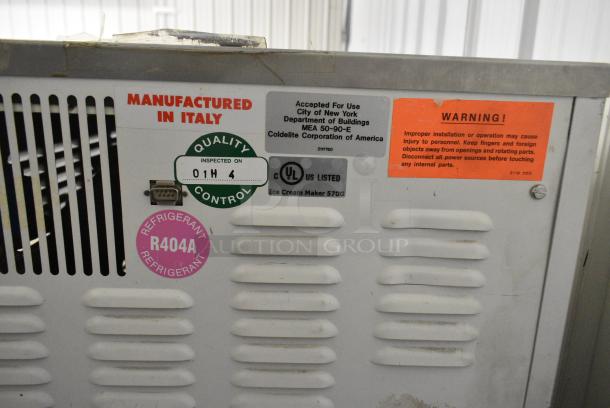 MANUFACTURED
IN ITALY
Accepted For Use
City of New York
Department of Buildings
MEA 50-90-E
Coldelite Corporation of America
WARNING!
Improper installation or operation may cause
injury to personnel. Keep fingers and foreign
objects away from openings and rotating parts.
Disconnect all power sources before touching
any internal parts.
QUALITY
INSPECTED ON
01H 4
CONTROL
C UL US LISTED
Ice Cream Maker
REFRIGERANT
R404A
REFRIGERANT
AUCTION GROUP